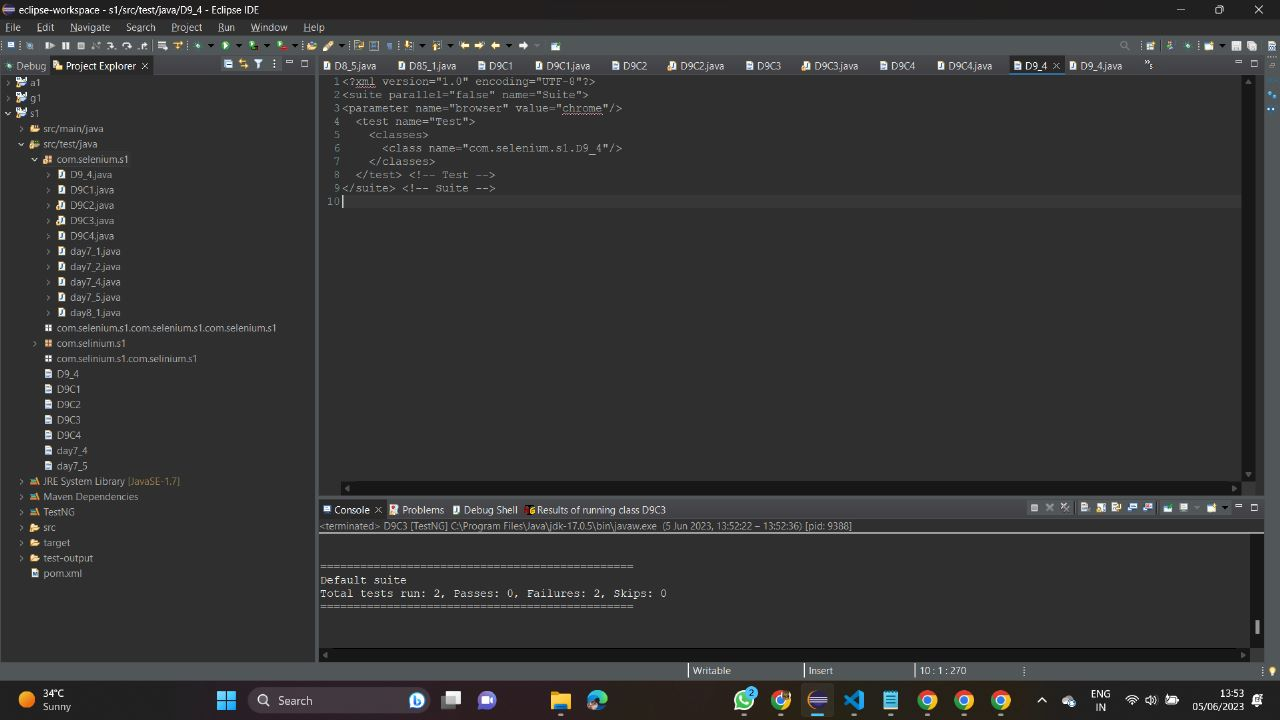 eclipse-workspace - s1/src/test/java/D9_4 - Eclipse IDE
File Edit Navigate Search Project Run Window Help
Debug Project Explorer
a1
g1
s1
src/main/java
src/test/java
com.selenium.s1
D9_4.java
D9C1.java
D9C2.java
D9C3.java
D9C4.java
day7_1.java
day7_2.java
day7_4.java
day7_5.java
day8_1.java
com.selenium.s1.com.selenium.s1.com.selenium.s1
com.selinium.s1
com.selinium.s1.com.selinium.s1
D9_4
D9C1
D9C2
D9C3
D9C4
day7_4
day7_5
JRE System Library [JavaSE-1.7]
Maven Dependencies
TestNG
src
target
test-output
pom.xml
D8_5.java D85_1.java D9C1 D9C1.java D9C2 D9C2.java D9C3 D9C3.java D9C4 D9C4.java D9_4 D9_4.java »5
1 <?xml version="1.0" encoding="UTF-8"?>
2 <suite parallel="false" name="Suite">
3 <parameter name="browser" value="chrome"/>
4 <test name="Test">
5 <classes>
6 <class name="com.selenium.s1.D9_4"/>
7 </classes>
8 </test> <!-- Test -->
9 </suite> <!-- Suite -->
10
Console Problems Debug Shell Results of running class D9C3
<terminated> D9C3 [TestNG] C:\Program Files\Java\jdk-17.0.5\bin\javaw.exe (5 Jun 2023, 13:52:22 – 13:52:36) [pid: 9388]
===============================================
Default suite
Total tests run: 2, Passes: 0, Failures: 2, Skips: 0
===============================================
Writable Insert 10 : 1 : 270
34°C
Sunny
Search
2
ENG
IN
13:53
05/06/2023